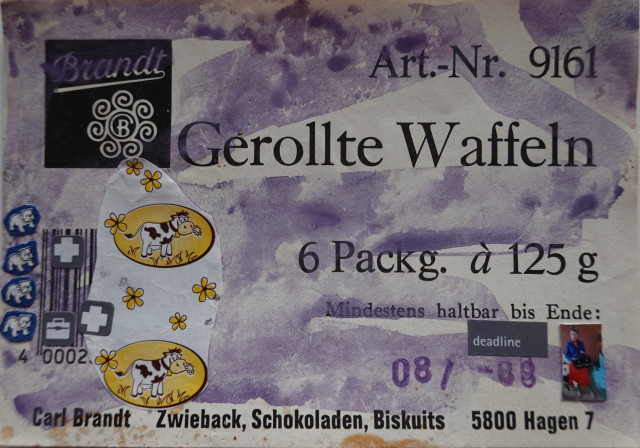 Brandt
B
Art.-Nr. 9161
Gerollte Waffeln
6 Packg. à 125 g
Mindestens haltbar bis Ende:
deadline
08/ -88
4 0002
Carl Brandt Zwieback, Schokoladen, Biskuits 5800 Hagen 7